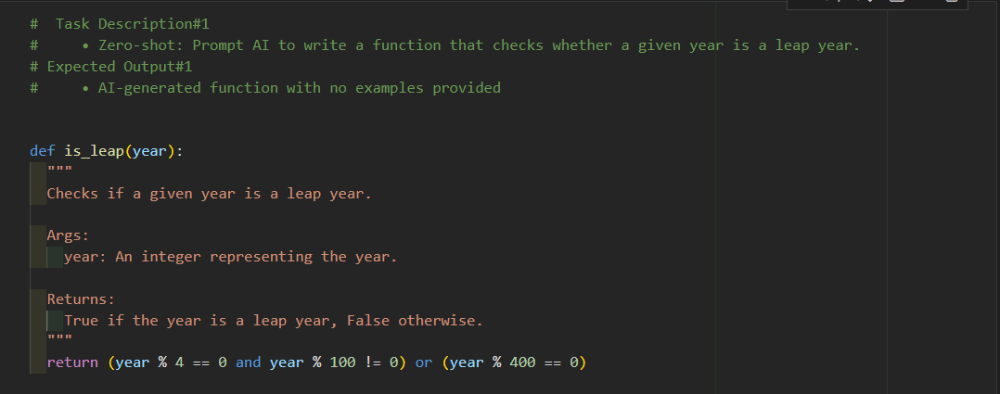 #  Task Description#1
#     • Zero-shot: Prompt AI to write a function that checks whether a given year is a leap year.
# Expected Output#1
#     • AI-generated function with no examples provided
def is_leap(year):
  """
  Checks if a given year is a leap year.
  Args:
    year: An integer representing the year.
  Returns:
    True if the year is a leap year, False otherwise.
  """
  return (year % 4 == 0 and year % 100 != 0) or (year % 400 == 0)